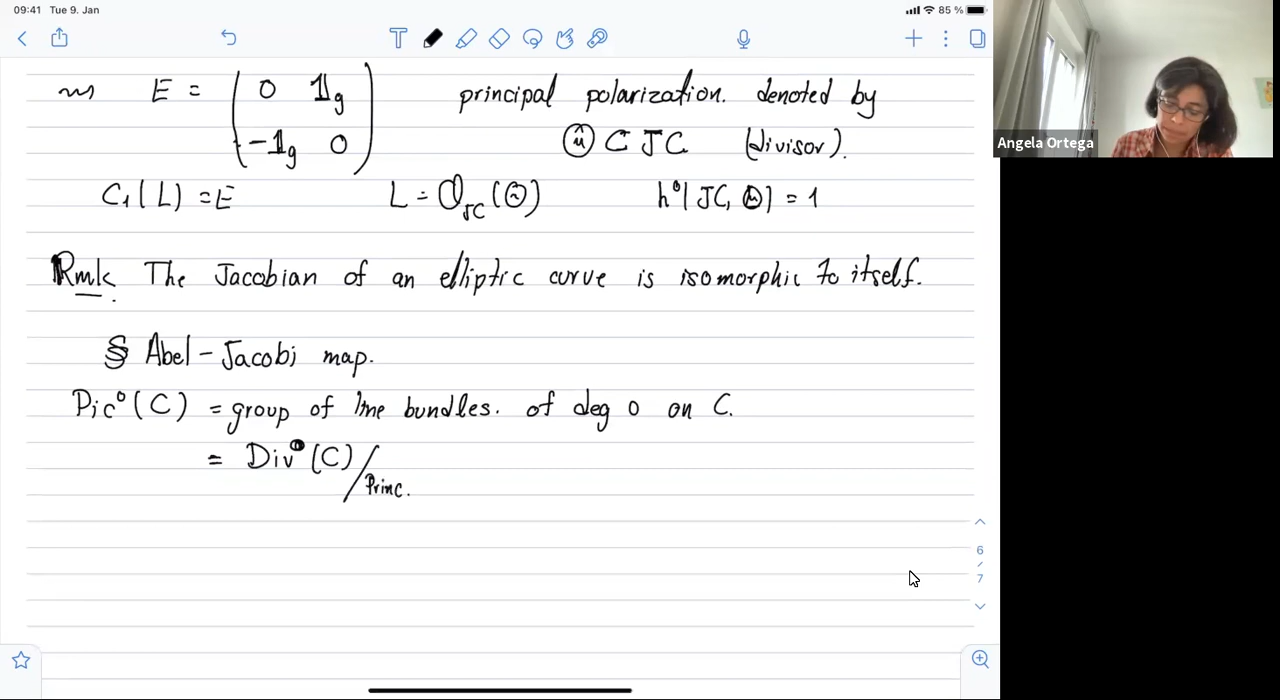 09:41 Tue 9. Jan
85 %
T
Angela Ortega
⇝ E = ( 0 1_g principal polarization. denoted by
-1_g 0 ) Θ ⊂ JC (divisor).
C₁(L) = E L = O_JC(Θ) h⁰(JC, Θ) = 1
Rmk. The Jacobian of an elliptic curve is isomorphic to itself.
§ Abel-Jacobi map.
Pic⁰(C) = group of line bundles. of deg 0 on C.
= Div⁰(C)/Princ.
6
/
7